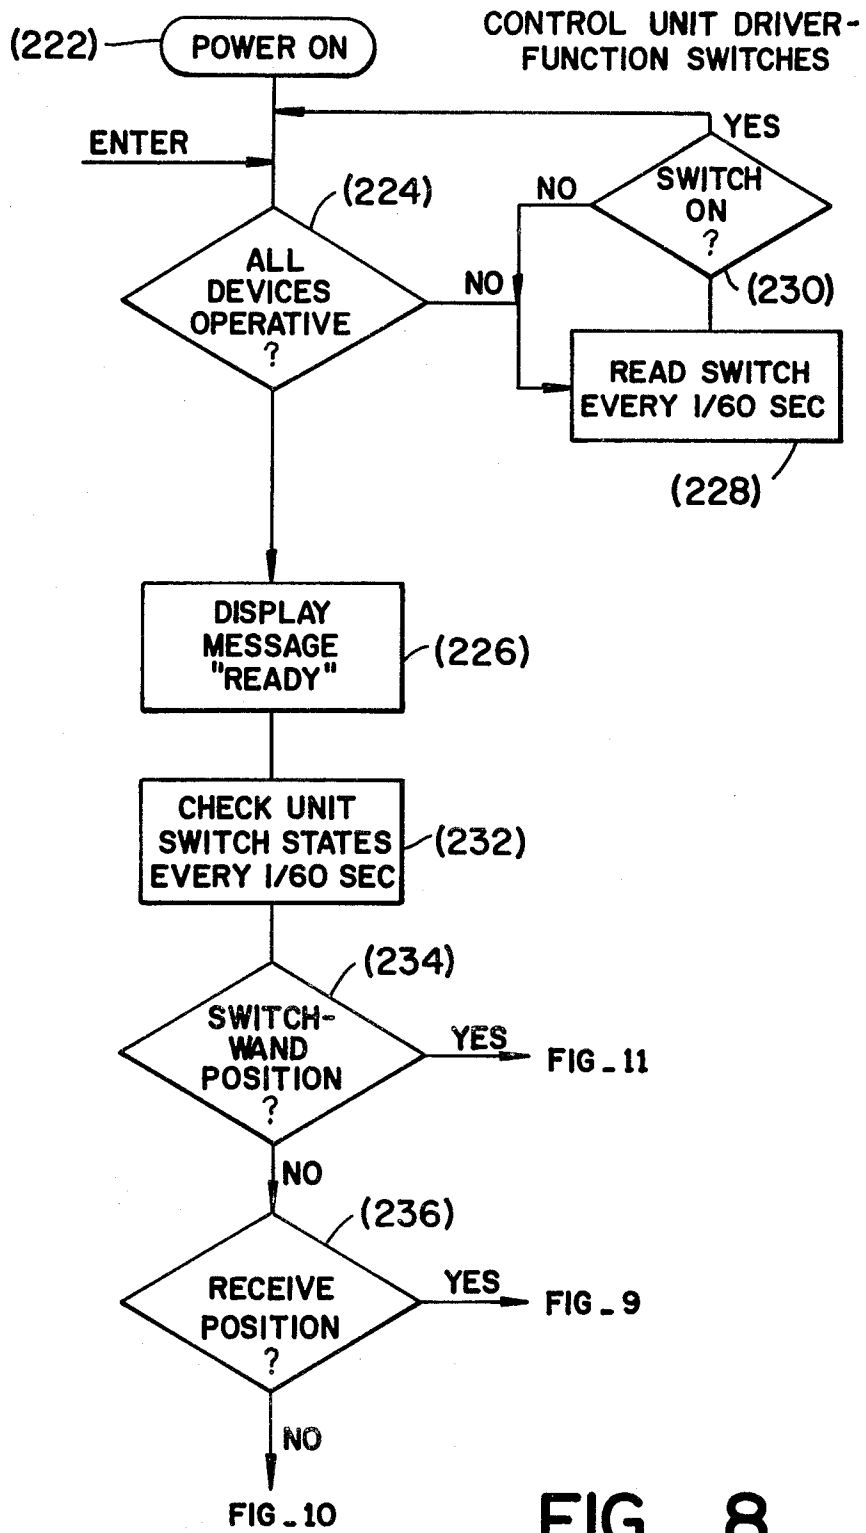 (222)
POWER ON
CONTROL UNIT DRIVER-
FUNCTION SWITCHES
ENTER
YES
SWITCH
ON
?
NO
(224)
(230)
ALL
DEVICES
OPERATIVE
?
NO
READ SWITCH
EVERY 1/60 SEC
(228)
DISPLAY
MESSAGE
"READY"
(226)
CHECK UNIT
SWITCH STATES
EVERY 1/60 SEC
(232)
(234)
SWITCH-
WAND
POSITION
?
YES
FIG_11
NO
(236)
RECEIVE
POSITION
?
YES
FIG_9
NO
FIG_10
FIG_8